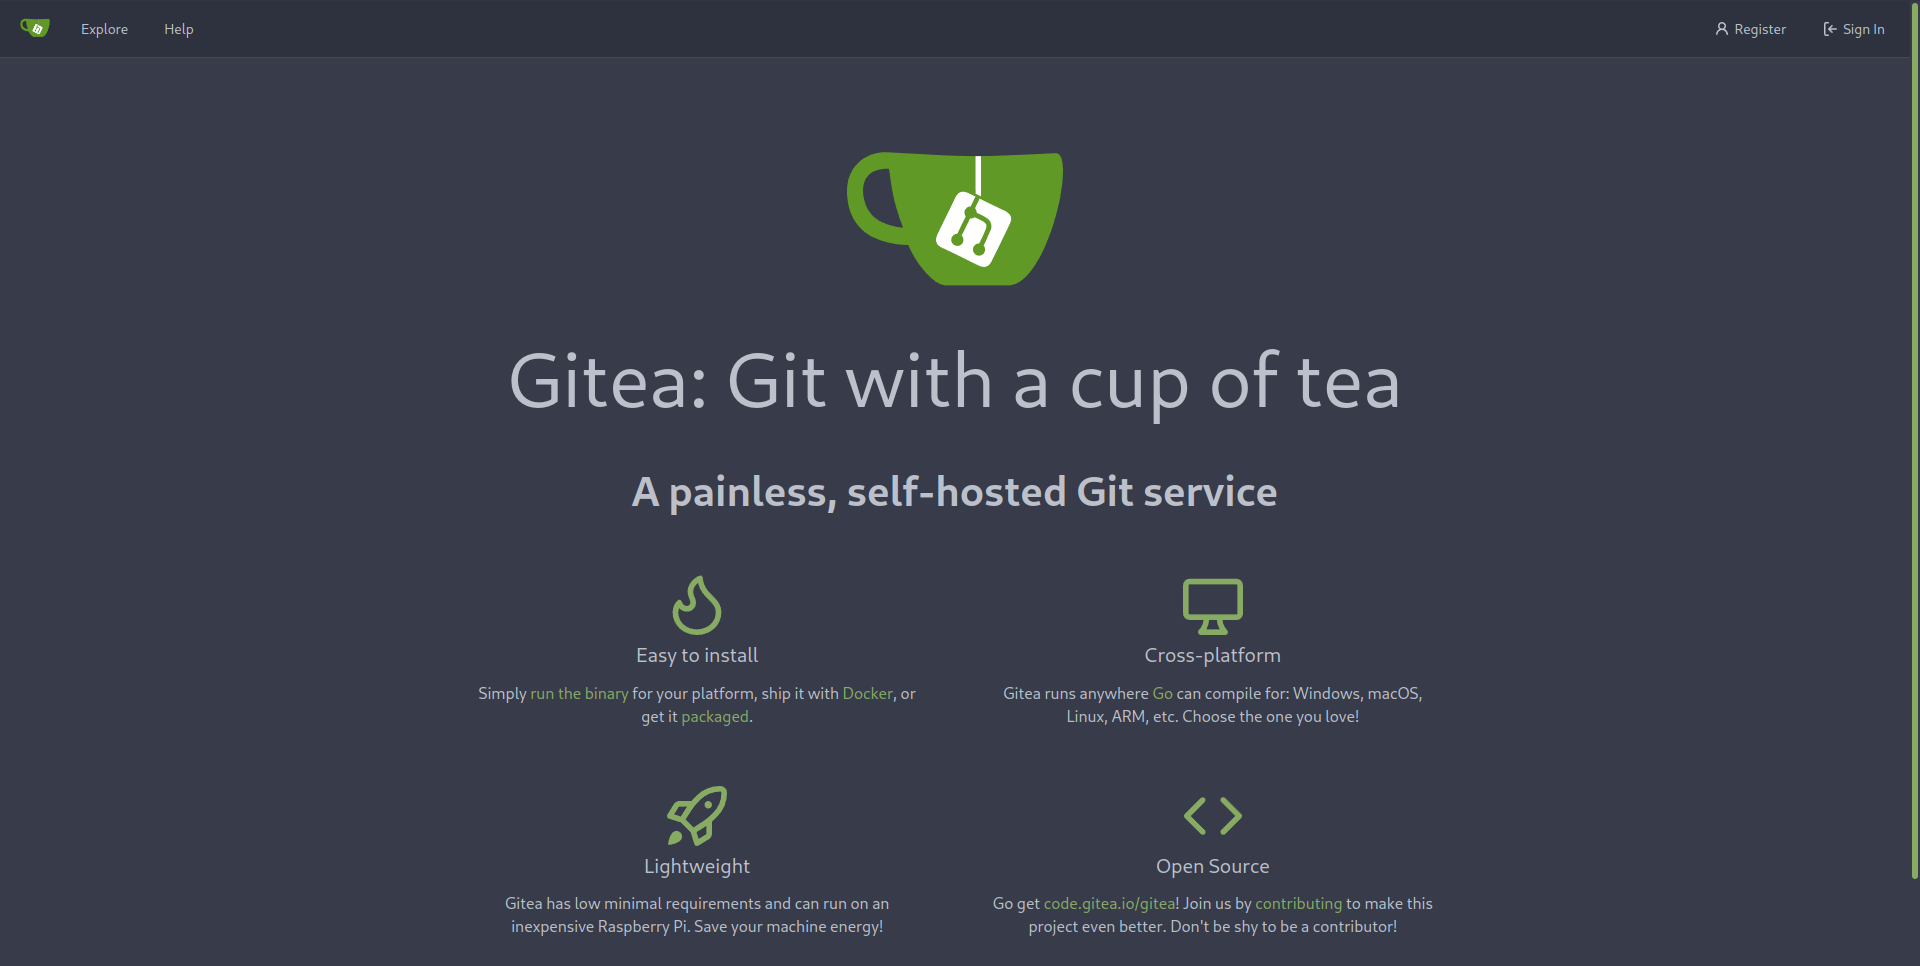 Explore
Help
Register
Sign In
Gitea: Git with a cup of tea
A painless, self-hosted Git service
Easy to install
Simply run the binary for your platform, ship it with Docker, or
get it packaged.
Cross-platform
Gitea runs anywhere Go can compile for: Windows, macOS,
Linux, ARM, etc. Choose the one you love!
Lightweight
Gitea has low minimal requirements and can run on an
inexpensive Raspberry Pi. Save your machine energy!
Open Source
Go get code.gitea.io/gitea! Join us by contributing to make this
project even better. Don't be shy to be a contributor!